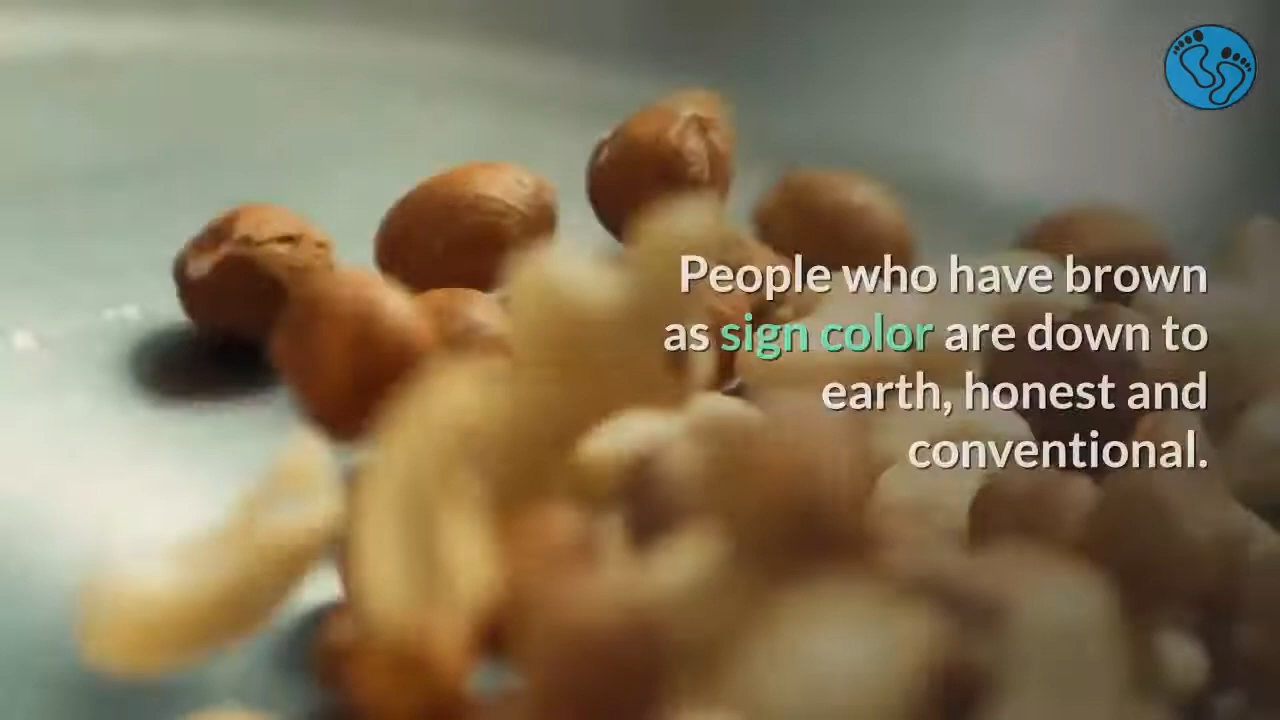 People who have brown
as sign color are down to
earth, honest and
conventional.